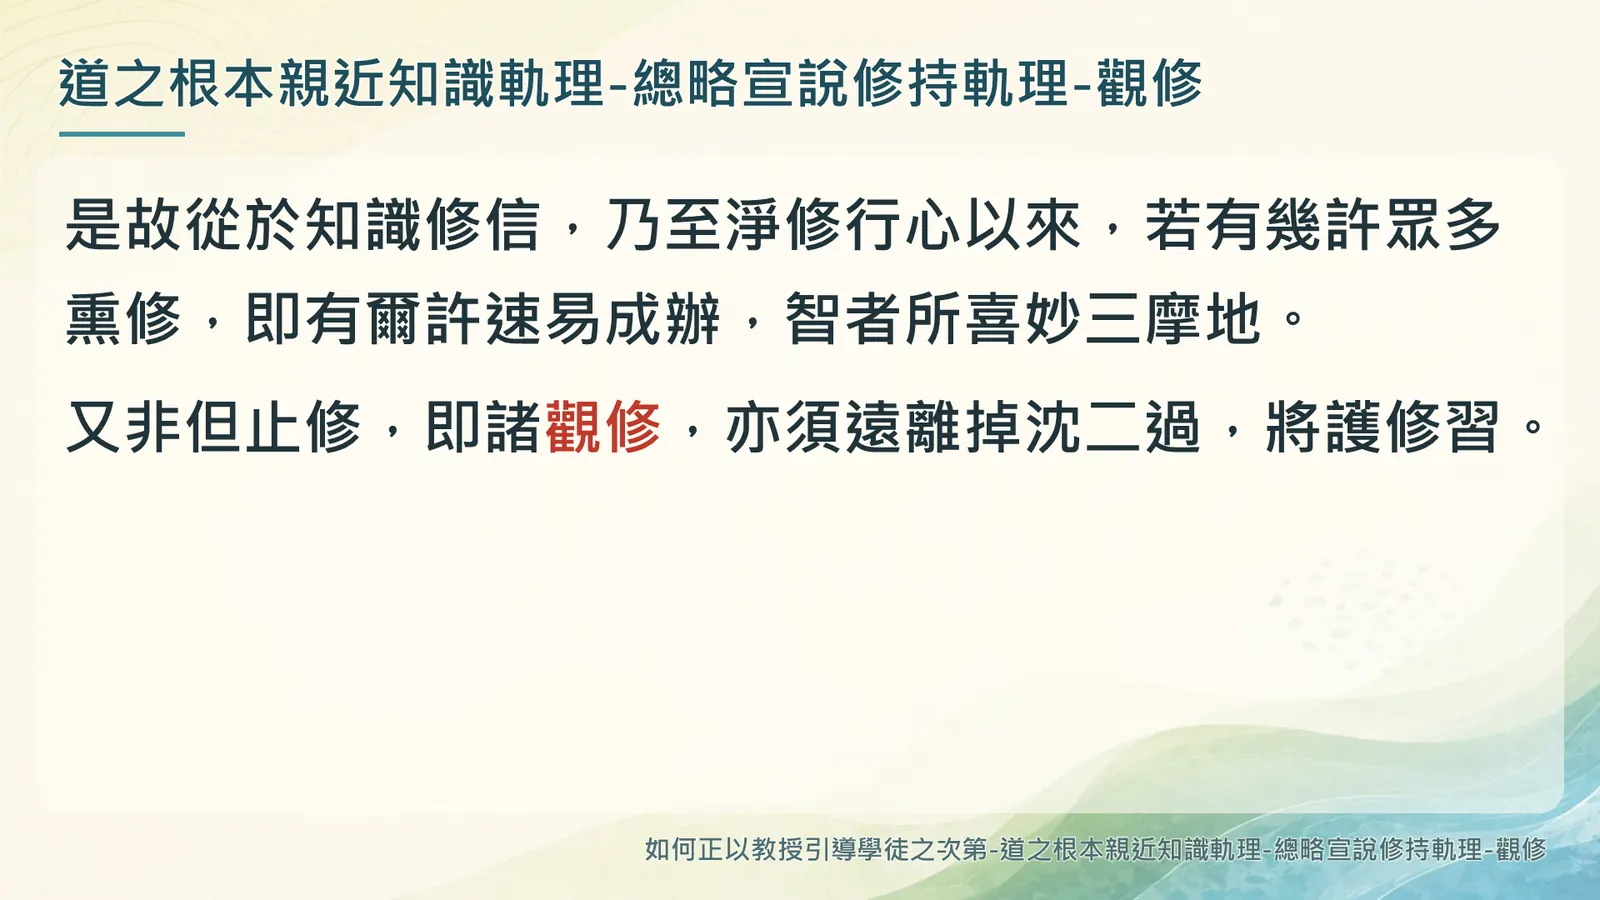 道之根本親近知識軌理-總略宣說修持軌理-觀修
是故從於知識修信，乃至淨修行心以來，若有幾許眾多
熏修，即有爾許速易成辦，智者所喜妙三摩地。
又非但止修，即諸觀修，亦須遠離掉沈二過，將護修習。
如何正以教授引導學徒之次第-道之根本親近知識軌理-總略宣說修持軌理-觀修